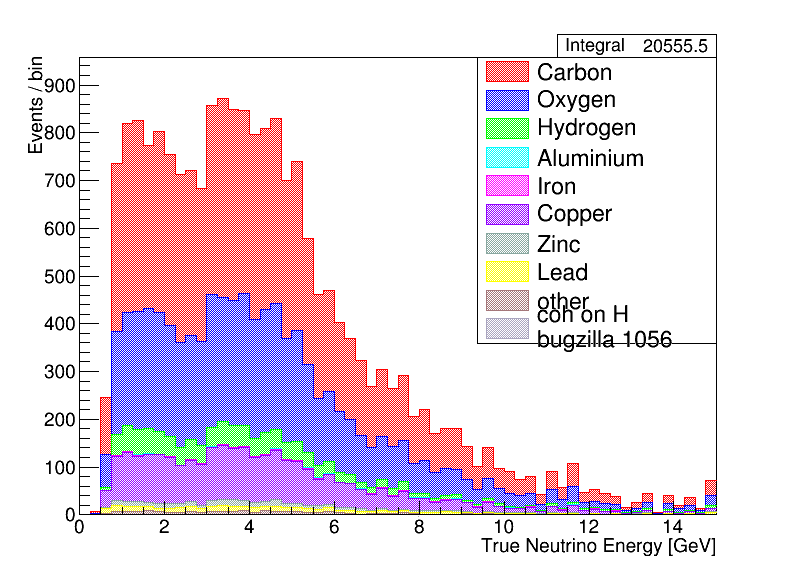 Integral 20555.5
Events / bin
900
800
700
600
500
400
300
200
100
0
Carbon
Oxygen
Hydrogen
Aluminium
Iron
Copper
Zinc
Lead
other
coh on H
bugzilla 1056
0 2 4 6 8 10 12 14
True Neutrino Energy [GeV]